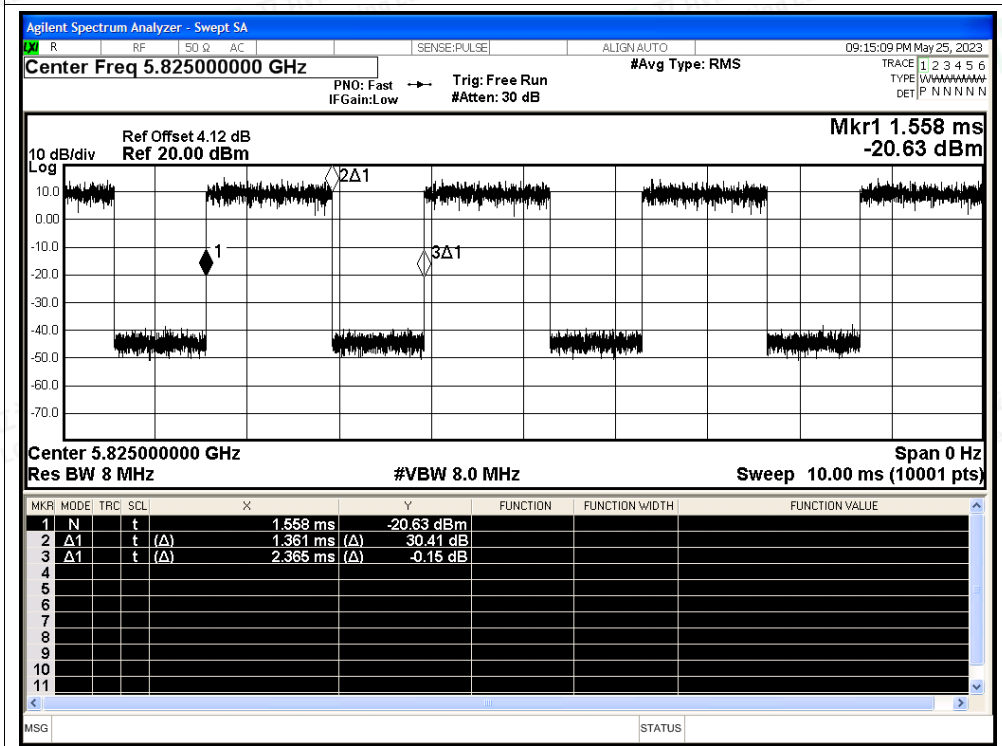 Agilent Spectrum Analyzer - Swept SA
LXI R RF 50 Ω AC SENSE:PULSE ALIGN AUTO 09:15:09 PM May 25, 2023
Center Freq 5.825000000 GHz #Avg Type: RMS TRACE 1 2 3 4 5 6
PNO: Fast Trig: Free Run TYPE
IFGain:Low #Atten: 30 dB DET P N N N N N
Mkr1 1.558 ms
-20.63 dBm
Ref Offset 4.12 dB
10 dB/div Ref 20.00 dBm
Log
2Δ1
10.0
0.00
-10.0
1
3Δ1
-20.0
-30.0
-40.0
-50.0
-60.0
-70.0
Center 5.825000000 GHz Span 0 Hz
Res BW 8 MHz #VBW 8.0 MHz Sweep 10.00 ms (10001 pts)
MKR MODE TRC SCL X Y FUNCTION FUNCTION WIDTH FUNCTION VALUE
1 N t 1.558 ms -20.63 dBm
2 Δ1 t (Δ) 1.361 ms (Δ) 30.41 dB
3 Δ1 t (Δ) 2.365 ms (Δ) -0.15 dB
4
5
6
7
8
9
10
11
MSG STATUS